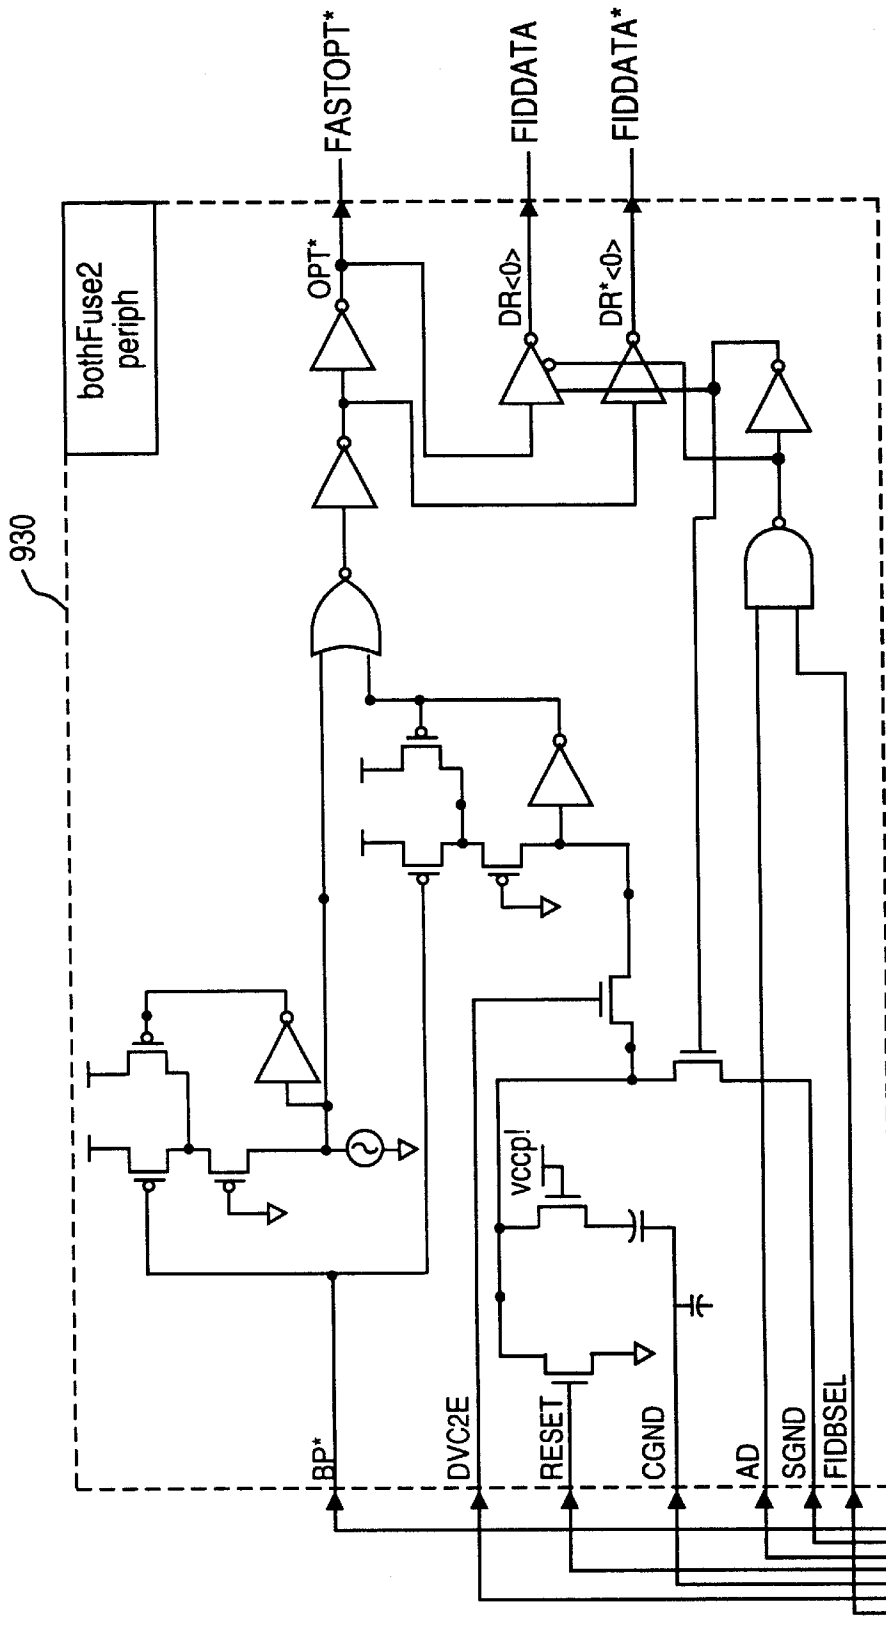 930
bothFuse2
periph
FASTOPT*
OPT*
FIDDATA
DR<0>
FIDDATA*
DR*<0>
vccp!
BP*
DVC2E
RESET
CGND
AD
SGND
FIDBSEL